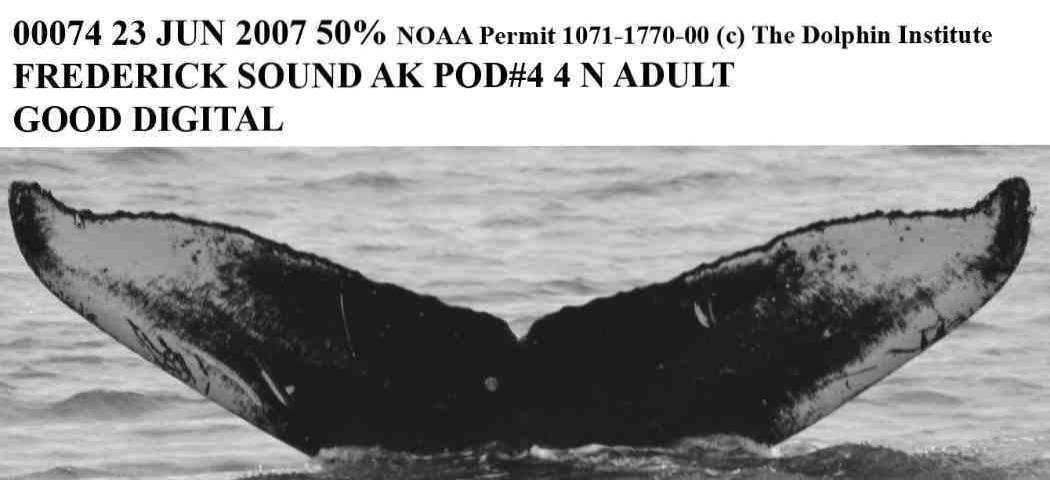 00074 23 JUN 2007 50% NOAA Permit 1071-1770-00 (c) The Dolphin Institute
FREDERICK SOUND AK POD#4 4 N ADULT
GOOD DIGITAL